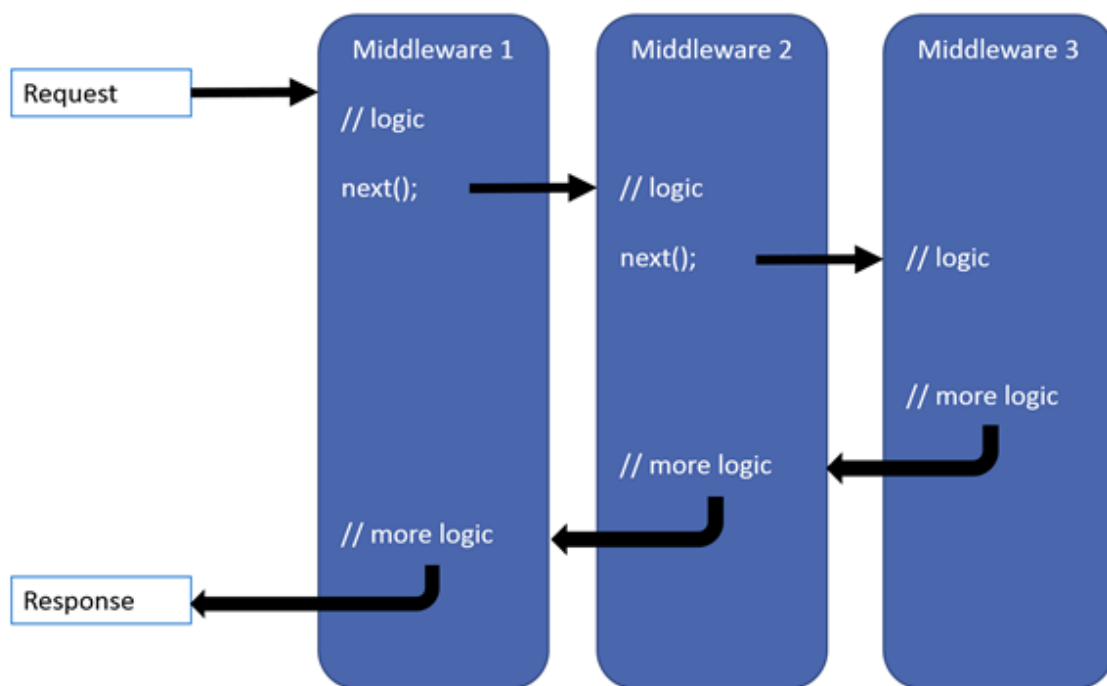 Middleware 1
Middleware 2
Middleware 3
Request
// logic
next();
// logic
next();
// logic
// more logic
// more logic
// more logic
Response